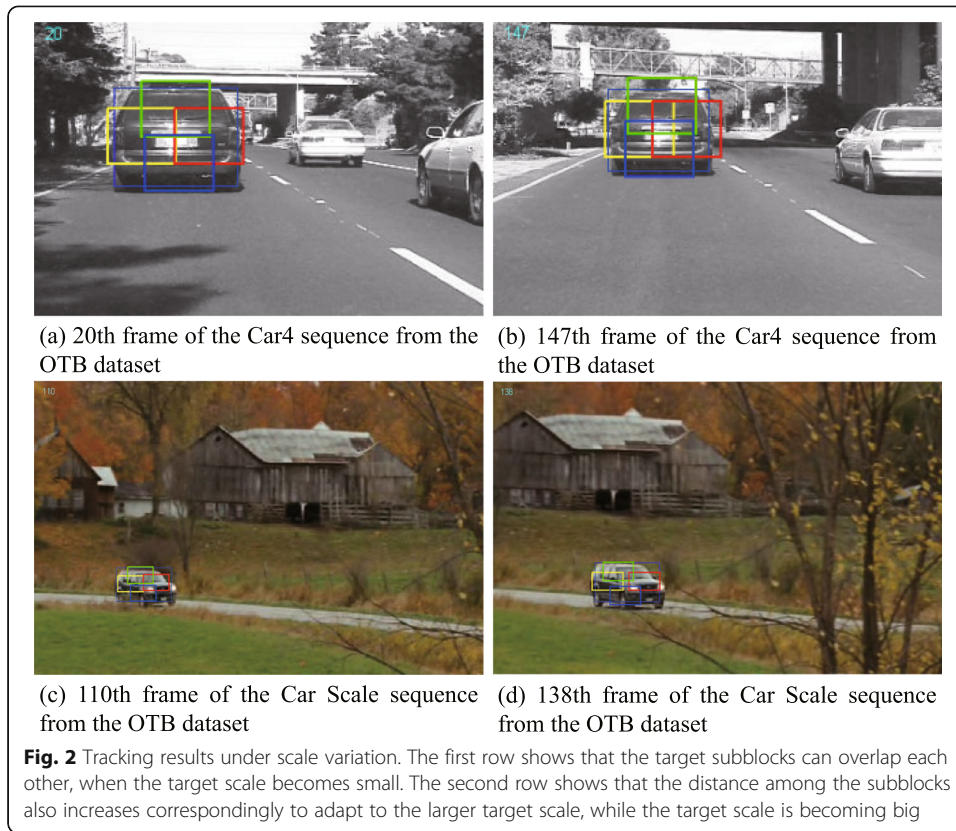 20
147
(a) 20th frame of the Car4 sequence from the
OTB dataset
(b) 147th frame of the Car4 sequence from
the OTB dataset
110
138
(c) 110th frame of the Car Scale sequence
from the OTB dataset
(d) 138th frame of the Car Scale sequence
from the OTB dataset
Fig. 2 Tracking results under scale variation. The first row shows that the target subblocks can overlap each
other, when the target scale becomes small. The second row shows that the distance among the subblocks
also increases correspondingly to adapt to the larger target scale, while the target scale is becoming big